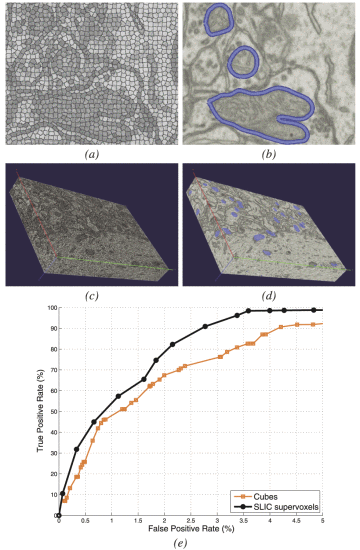 (a)
(b)
(c)
(d)
100
90
80
70
60
50
40
30
20
10
0
0
0.5
1
1.5
2
2.5
3
3.5
4
4.5
5
True Positive Rate (%)
False Positive Rate (%)
Cubes
SLIC supervoxels
(e)